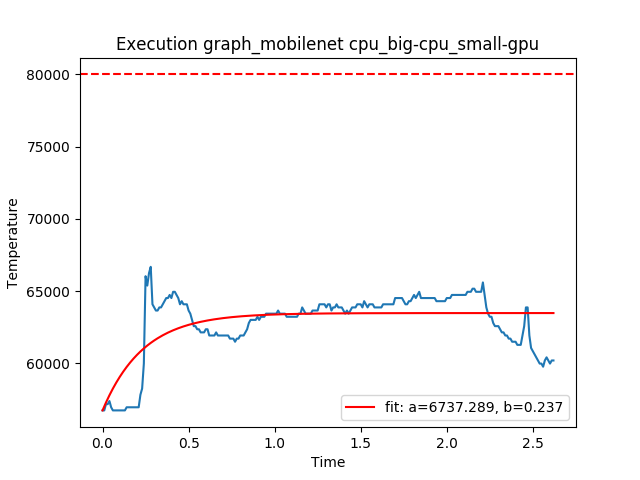 Execution graph_mobilenet cpu_big-cpu_small-gpu
80000
75000
70000
65000
60000
Temperature
fit: a=6737.289, b=0.237
0.0 0.5 1.0 1.5 2.0 2.5
Time